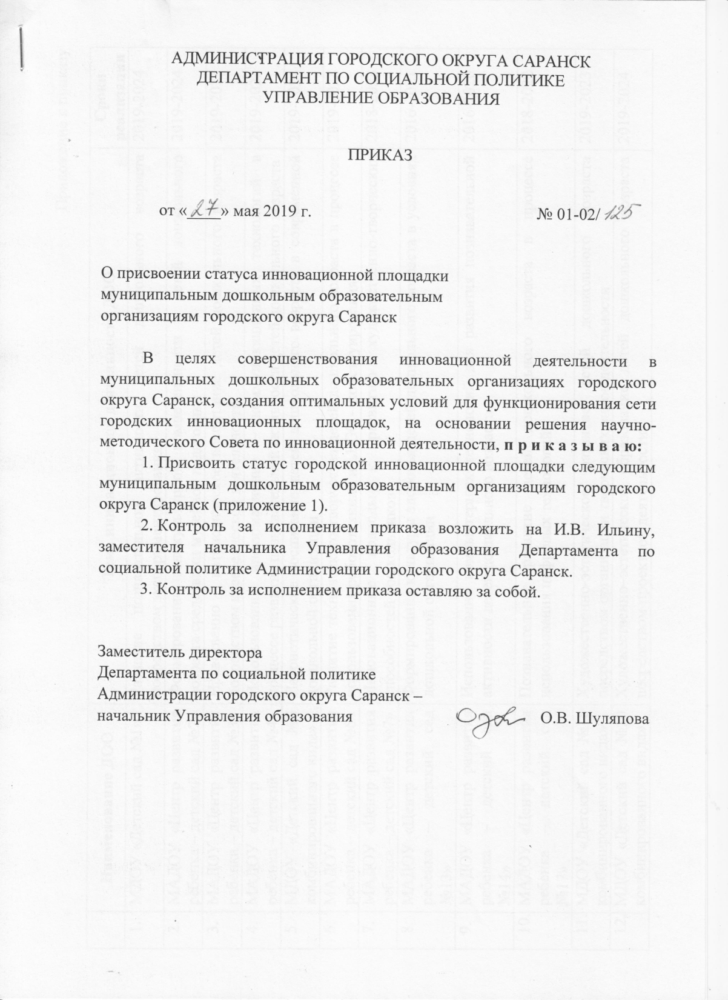 АДМИНИСТРАЦИЯ ГОРОДСКОГО ОКРУГА САРАНСК
ДЕПАРТАМЕНТ ПО СОЦИАЛЬНОЙ ПОЛИТИКЕ
УПРАВЛЕНИЕ ОБРАЗОВАНИЯ
ПРИКАЗ
от «27» мая 2019 г. № 01-02/ 125
О присвоении статуса инновационной площадки
муниципальным дошкольным образовательным
организациям городского округа Саранск
В целях совершенствования инновационной деятельности в
муниципальных дошкольных образовательных организациях городского
округа Саранск, создания оптимальных условий для функционирования сети
городских инновационных площадок, на основании решения научно-
методического Совета по инновационной деятельности, п р и к а з ы в а ю:
1. Присвоить статус городской инновационной площадки следующим
муниципальным дошкольным образовательным организациям городского
округа Саранск (приложение 1).
2. Контроль за исполнением приказа возложить на И.В. Ильину,
заместителя начальника Управления образования Департамента по
социальной политике Администрации городского округа Саранск.
3. Контроль за исполнением приказа оставляю за собой.
Заместитель директора
Департамента по социальной политике
Администрации городского округа Саранск –
начальник Управления образования О.В. Шуляпова